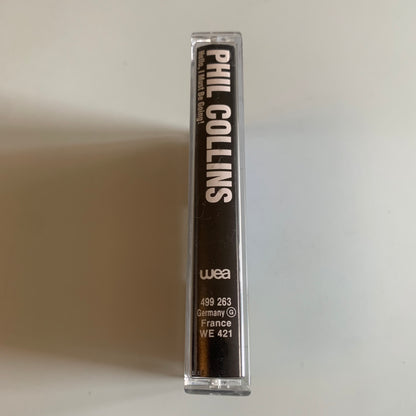 PHIL COLLINS
Hello, I Must Be Going!
wea
499 263
Germany G
France
WE 421